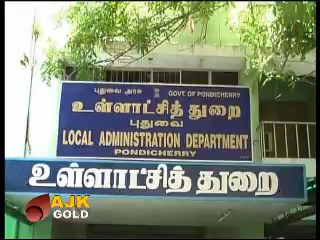 புதுவை அரசு GOVT. OF PONDICHERRY
உள்ளாட்சித் துறை
புதுவை
LOCAL ADMINISTRATION DEPARTMENT
PONDICHERRY
உள்ளாட்சித் துறை
AJK
GOLD